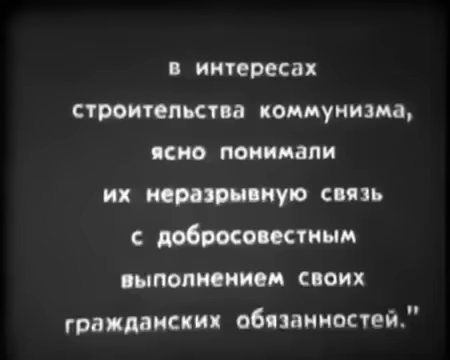 в интересах
строительства коммунизма,
ясно понимали
их неразрывную связь
с добросовестным
выполнением своих
гражданских обязанностей."